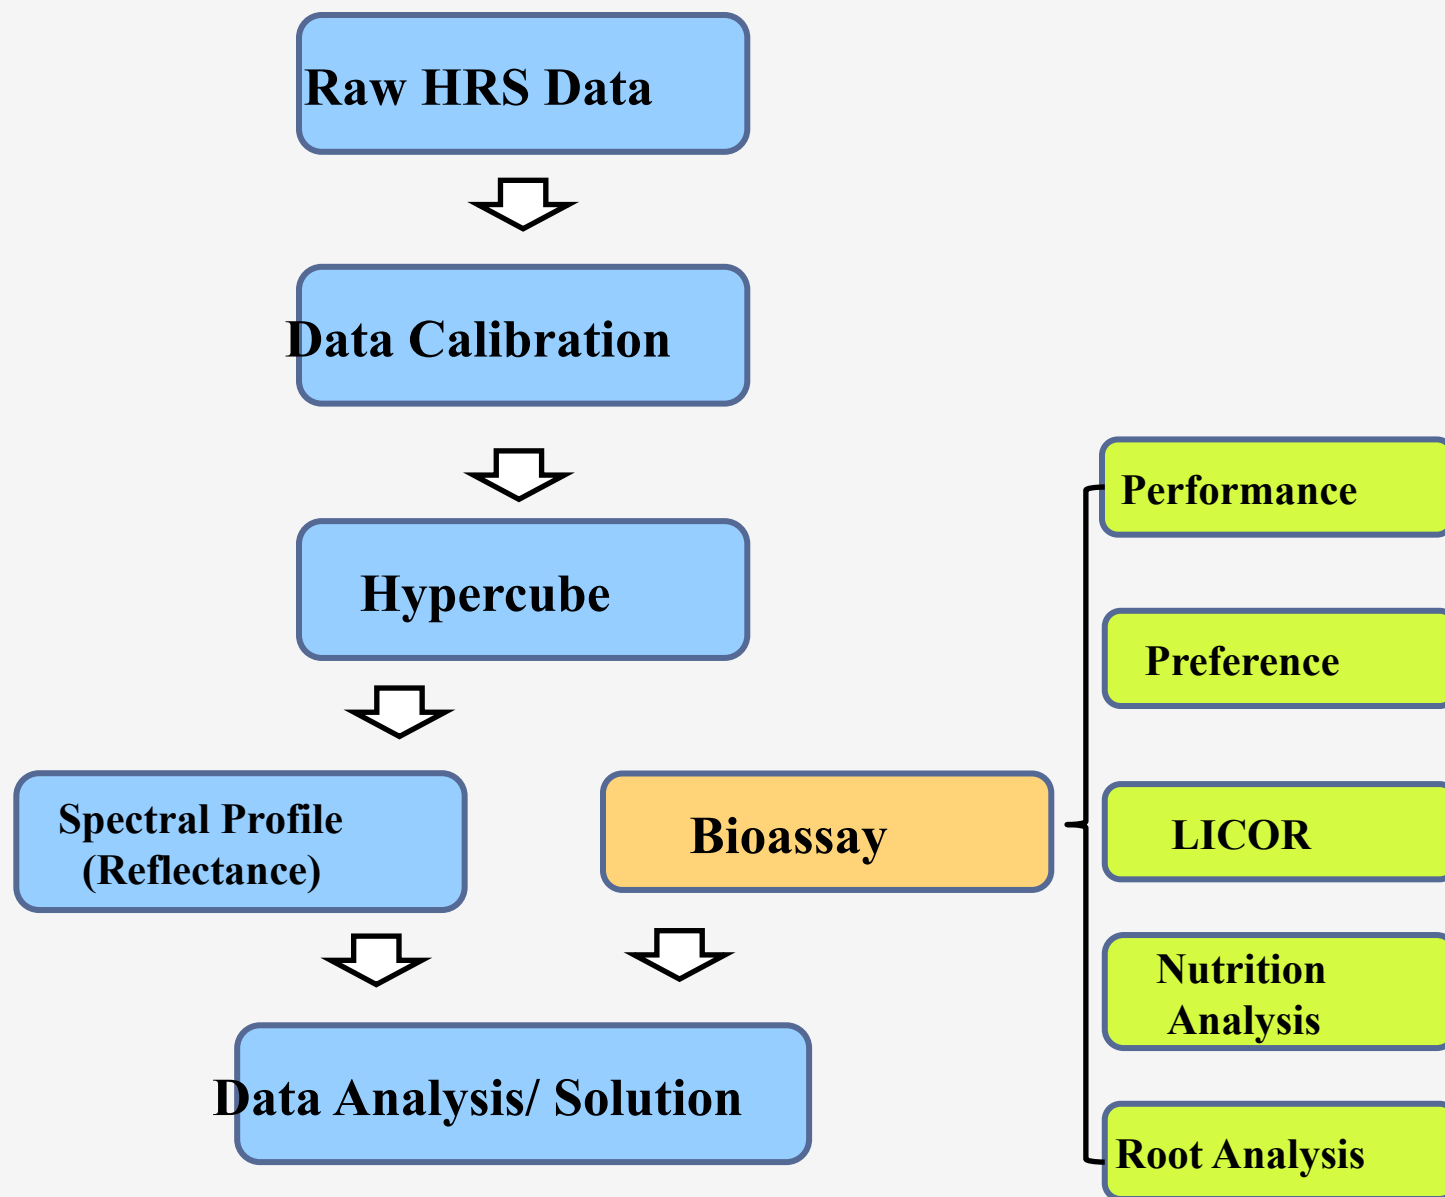 Raw HRS Data
Data Calibration
Hypercube
Spectral Profile
(Reflectance)
Bioassay
Data Analysis/ Solution
Performance
Preference
LICOR
Nutrition
Analysis
Root Analysis